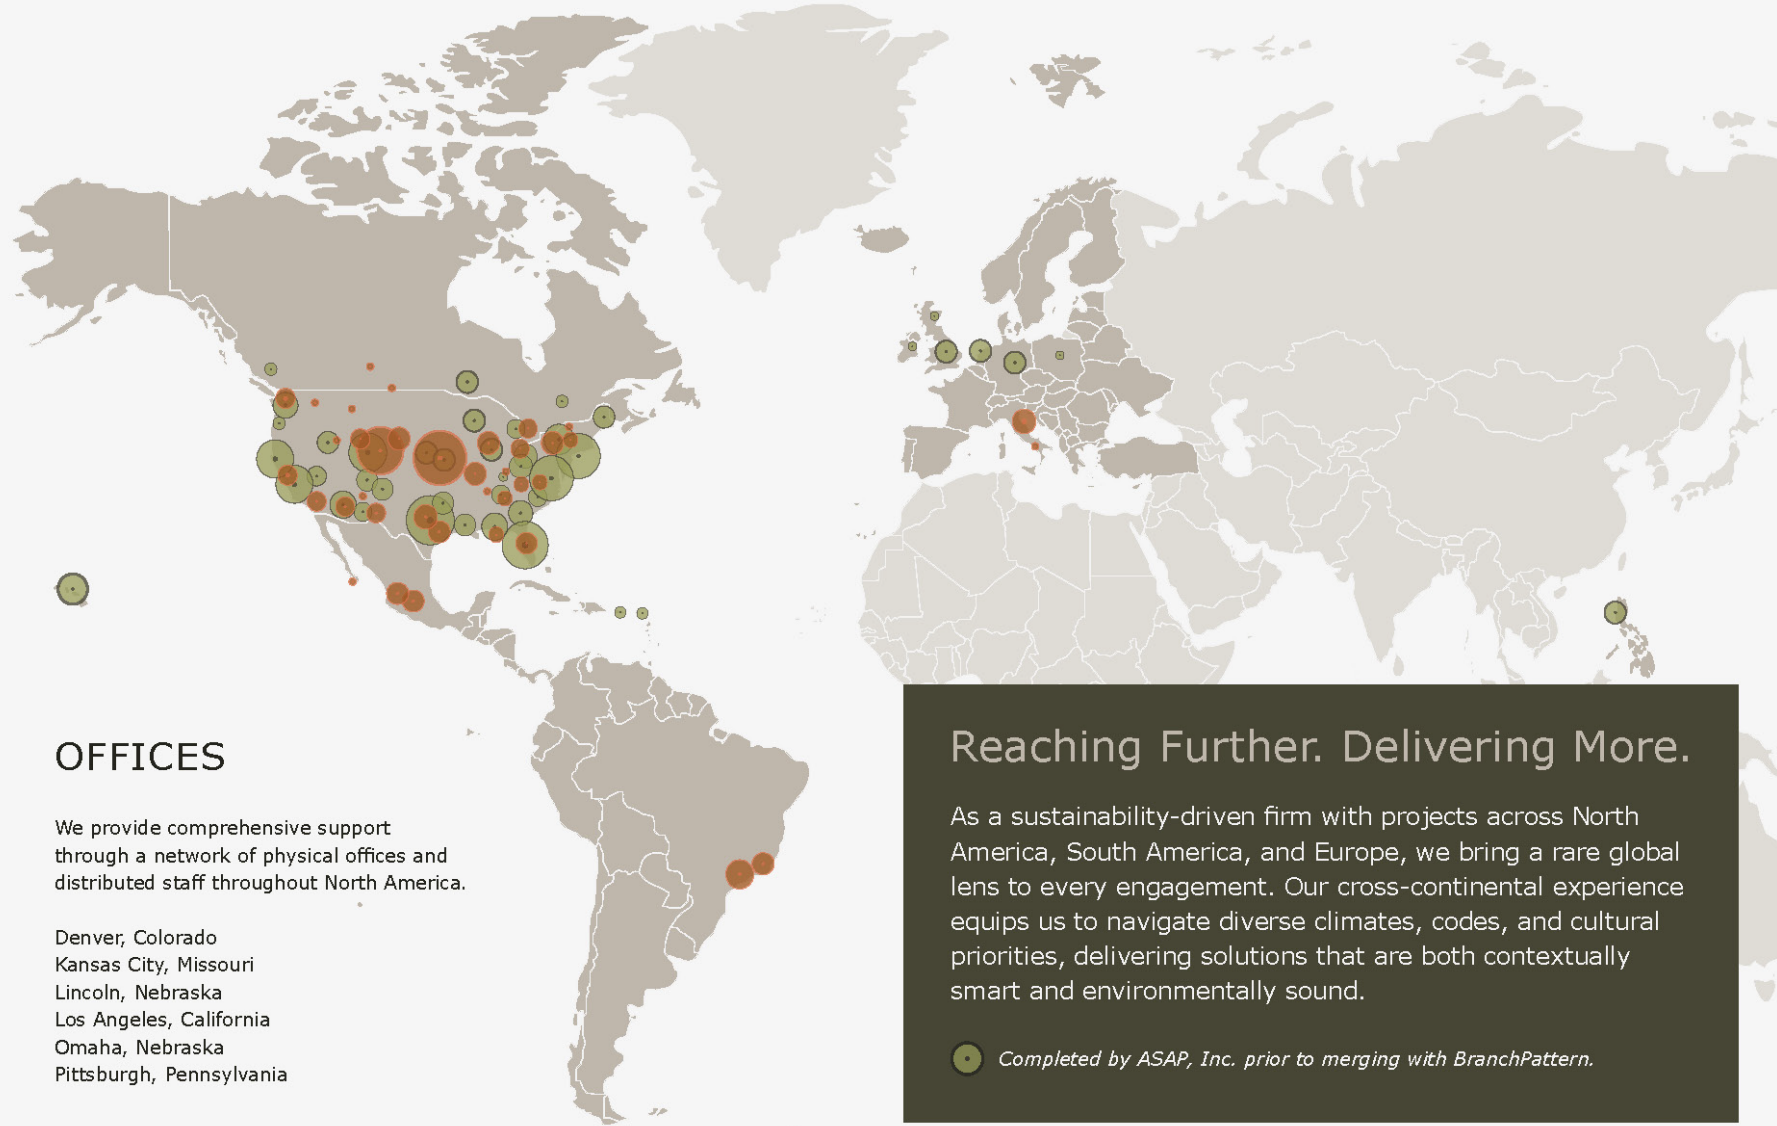 OFFICES
We provide comprehensive support
through a network of physical offices and
distributed staff throughout North America.
Denver, Colorado
Kansas City, Missouri
Lincoln, Nebraska
Los Angeles, California
Omaha, Nebraska
Pittsburgh, Pennsylvania
Reaching Further. Delivering More.
As a sustainability-driven firm with projects across North
America, South America, and Europe, we bring a rare global
lens to every engagement. Our cross-continental experience
equips us to navigate diverse climates, codes, and cultural
priorities, delivering solutions that are both contextually
smart and environmentally sound.
Completed by ASAP, Inc. prior to merging with BranchPattern.